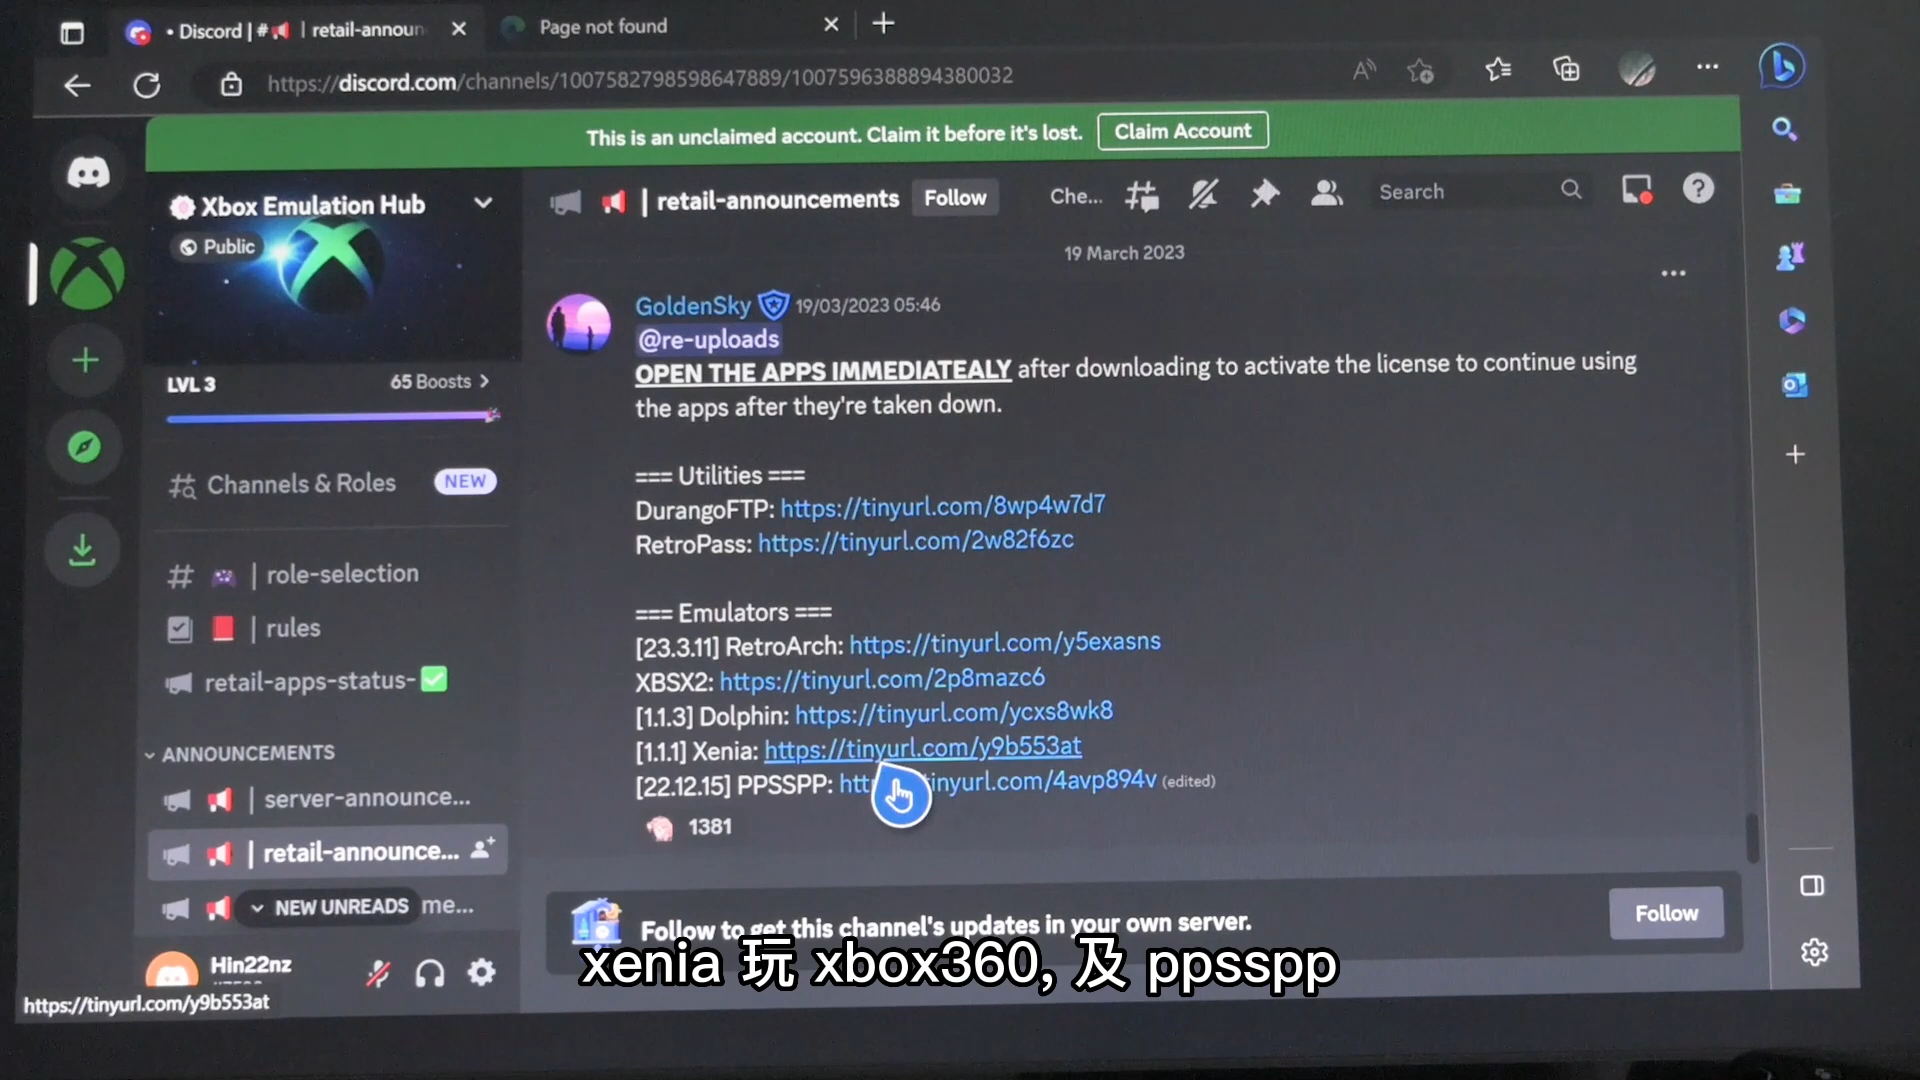 • Discord | # | retail-announ
Page not found
https://discord.com/channels/1007582798598647889/1007596388894380032
This is an unclaimed account. Claim it before it's lost.
Claim Account
Xbox Emulation Hub
Public
| retail-announcements
Follow
Che...
Search
19 March 2023
GoldenSky 19/03/2023 05:46
@re-uploads
OPEN THE APPS IMMEDIATEALY after downloading to activate the license to continue using
the apps after they're taken down.
LVL 3
65 Boosts >
Channels & Roles
NEW
=== Utilities ===
DurangoFTP: https://tinyurl.com/8wp4w7d7
RetroPass: https://tinyurl.com/2w82f6zc
| role-selection
| rules
retail-apps-status-
=== Emulators ===
[23.3.11] RetroArch: https://tinyurl.com/y5exasns
XBSX2: https://tinyurl.com/2p8mazc6
[1.1.3] Dolphin: https://tinyurl.com/ycxs8wk8
[1.1.1] Xenia: https://tinyurl.com/y9b553at
[22.12.15] PPSSPP: htt inyurl.com/4avp894v (edited)
1381
ANNOUNCEMENTS
| server-announce...
| retail-announce...
NEW UNREADS
me...
Follow to get this channel's updates in your own server.
Follow
Hin22nz
https://tinyurl.com/y9b553at
xenia 玩 xbox360, 及 ppsspp